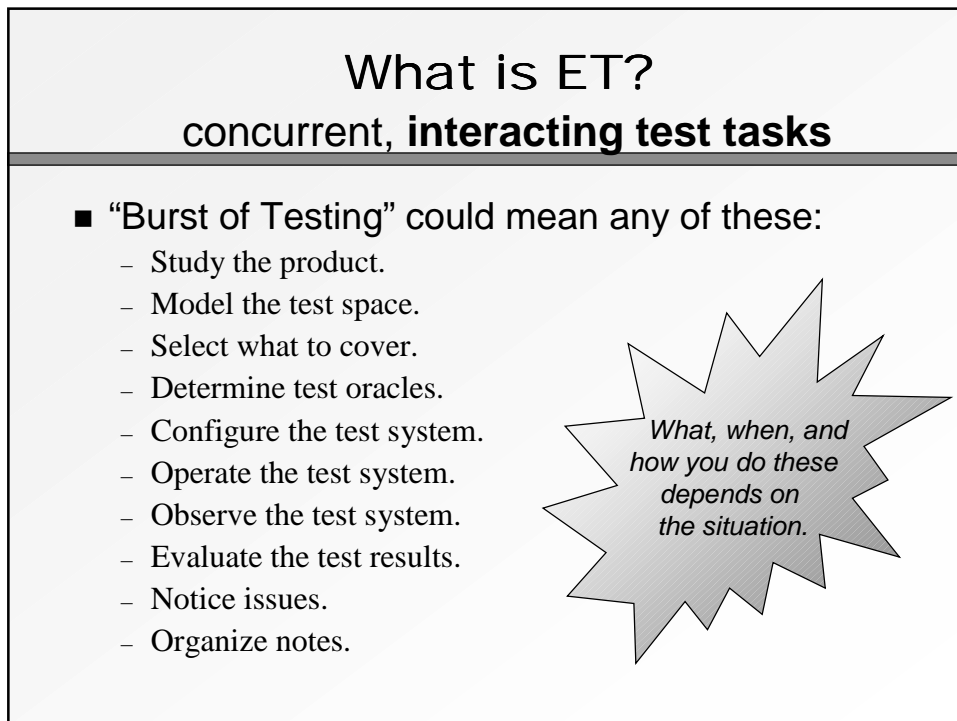 What is ET?
concurrent, interacting test tasks
■ “Burst of Testing” could mean any of these:
– Study the product.
– Model the test space.
– Select what to cover.
– Determine test oracles.
– Configure the test system.
– Operate the test system.
– Observe the test system.
– Evaluate the test results.
– Notice issues.
– Organize notes.
What, when, and
how you do these
depends on
the situation.